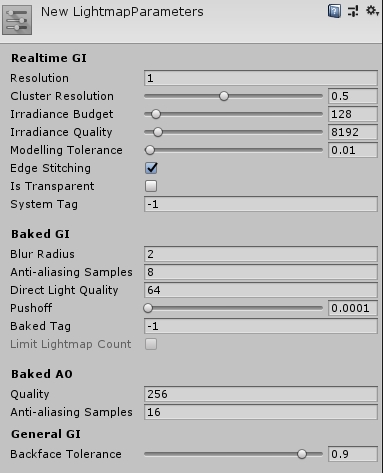 New LightmapParameters
Realtime GI
Resolution 1
Cluster Resolution 0.5
Irradiance Budget 128
Irradiance Quality 8192
Modelling Tolerance 0.01
Edge Stitching
Is Transparent
System Tag -1
Baked GI
Blur Radius 2
Anti-aliasing Samples 8
Direct Light Quality 64
Pushoff 0.0001
Baked Tag -1
Limit Lightmap Count
Baked AO
Quality 256
Anti-aliasing Samples 16
General GI
Backface Tolerance 0.9